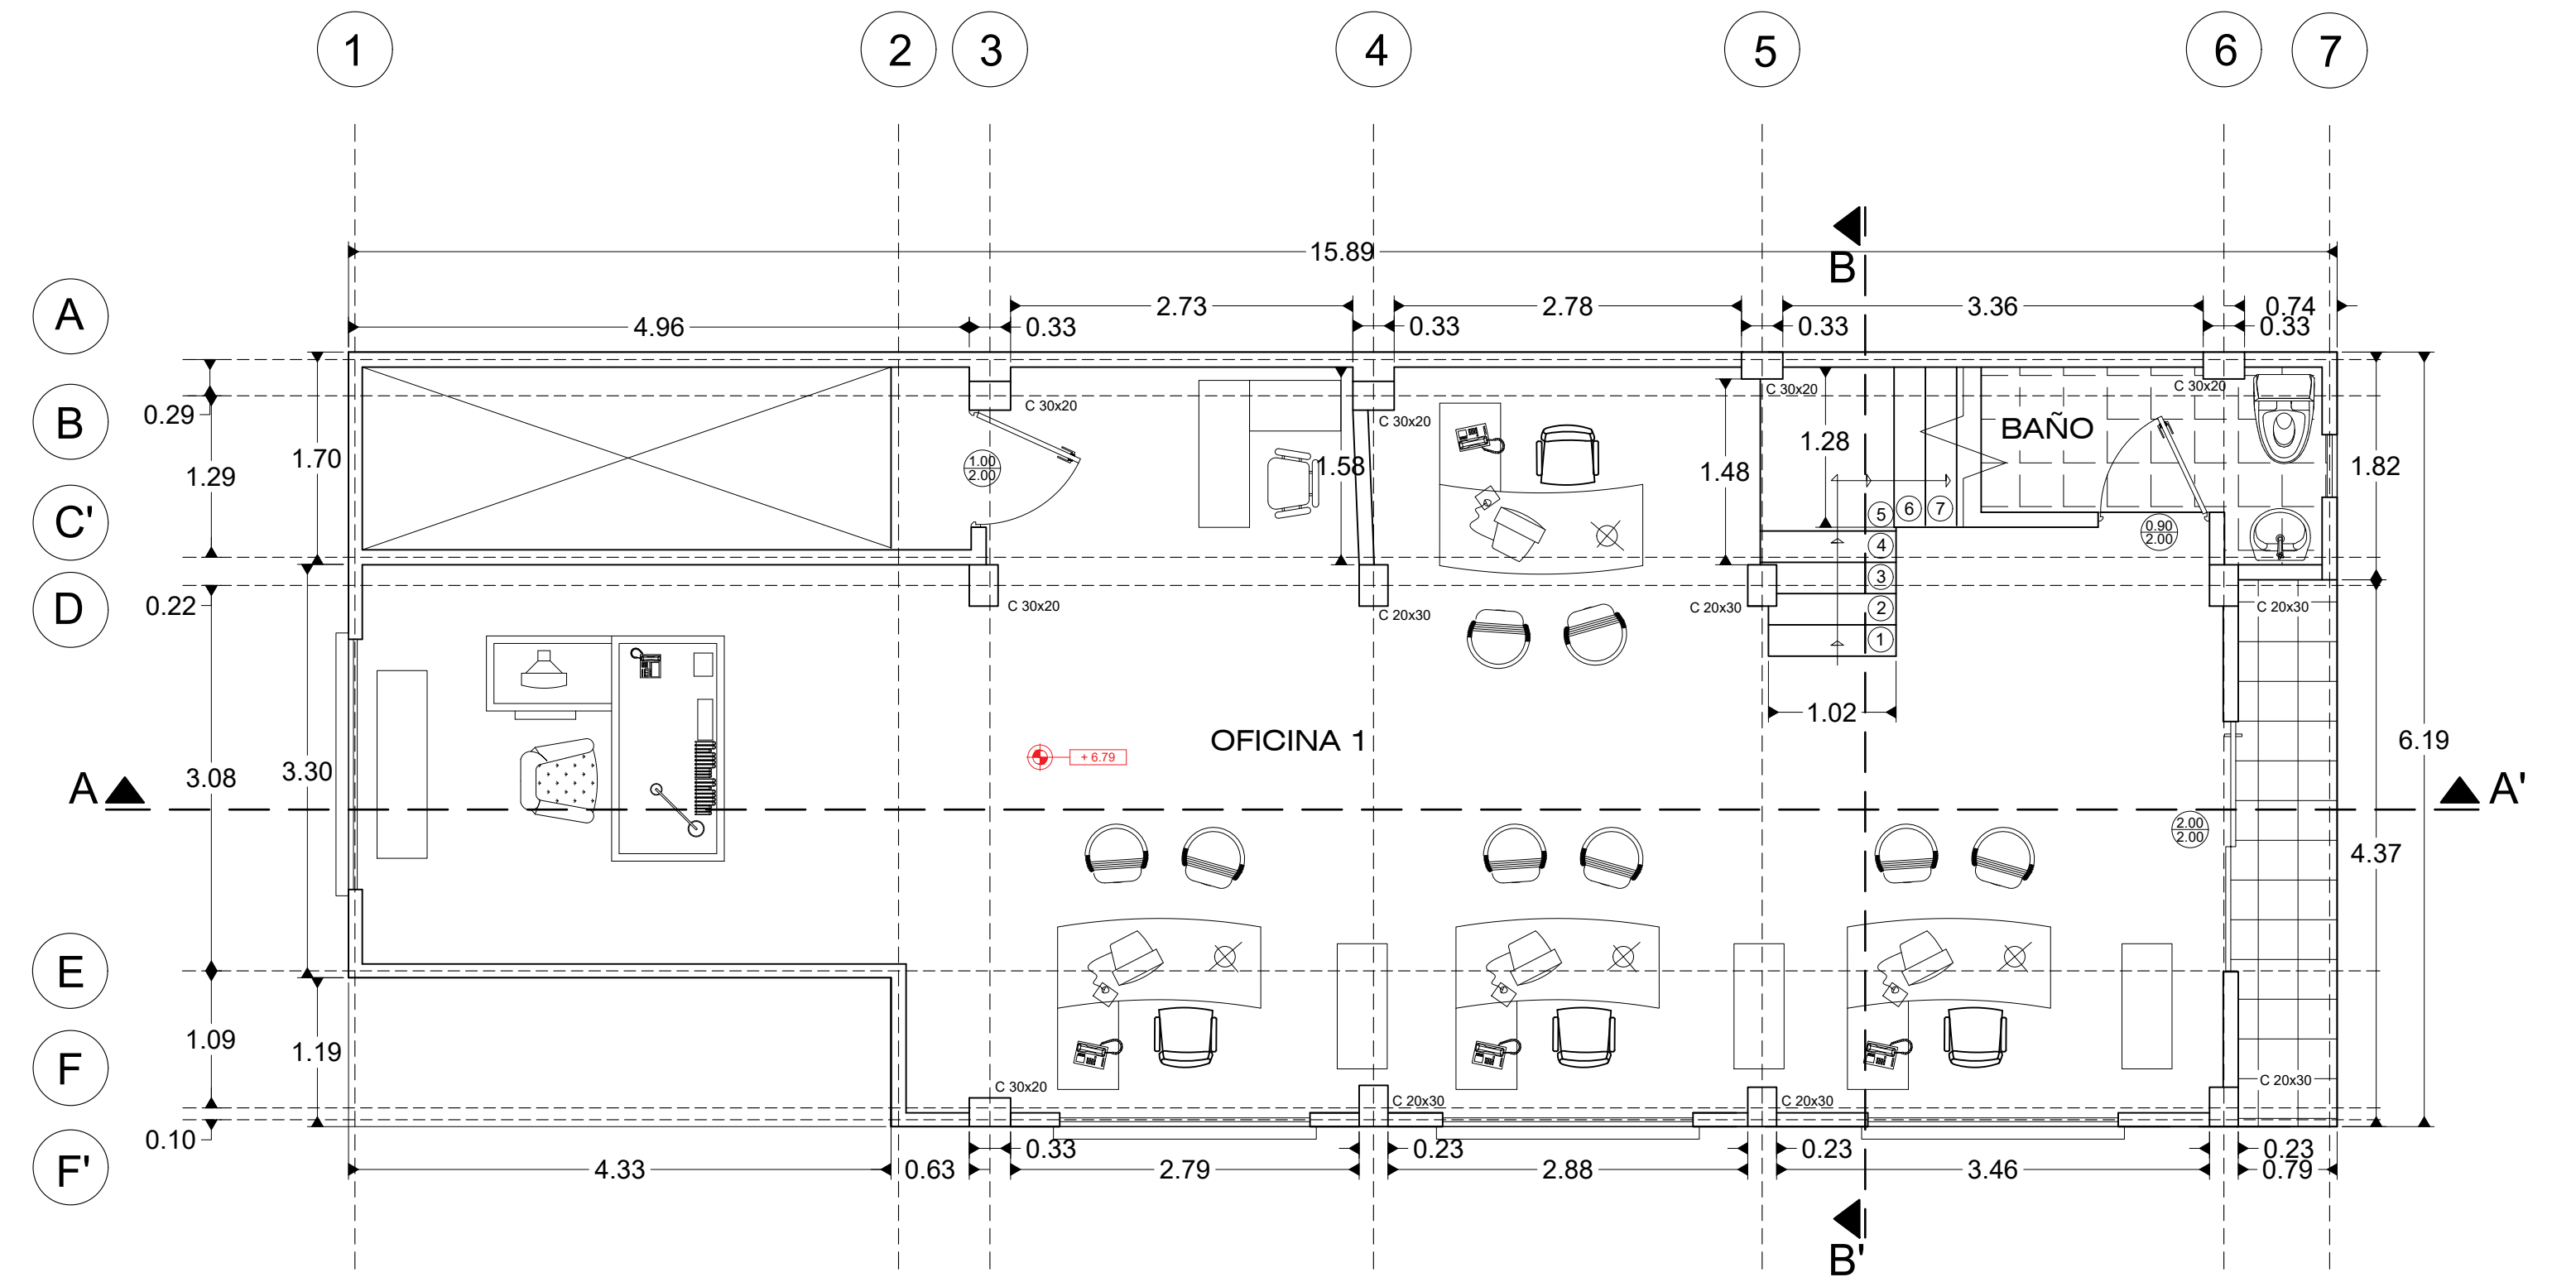 1 2 3 4 5 6 7
B
15.89
A
2.73 2.78 3.36 0.74
4.96 0.33 0.33 0.33 0.33
C 30x20 C 30x20
B
0.29
C 30x20 C 30x20
BAÑO
1.28
1.70 1.58 1.48 1.82
1.00
2.00
1.29
C'
5 6 7
0.90
2.00
4
3
D
0.22
C 30x20 C 20x30 C 20x30 2 C 20x30
1
1.02
OFICINA 1
6.19
+ 6.79
3.08 3.30
A A'
2.00
2.00
4.37
E
1.09 1.19
F
C 30x20 C 20x30 C 20x30 C 20x30
0.10
0.33 0.23 0.23 0.23
F'
4.33 0.63 2.79 2.88 3.46 0.79
B'